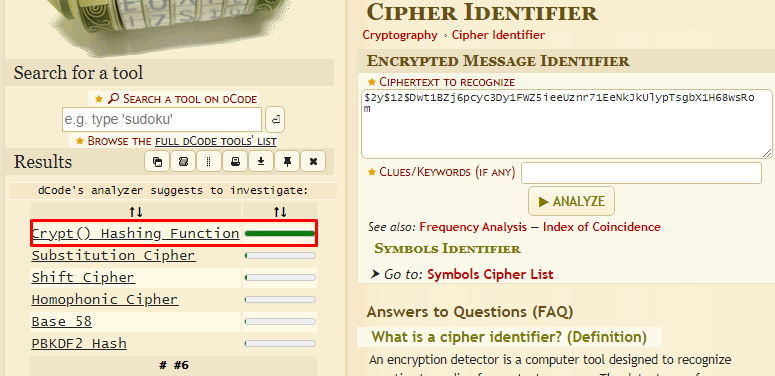 Search for a tool
★ Search a tool on dCode
e.g. type 'sudoku'
★ Browse the full dCode tools' list
Results
dCode's analyzer suggests to investigate:
↑↓ ↑↓
Crypt() Hashing Function
Substitution Cipher
Shift Cipher
Homophonic Cipher
Base 58
PBKDF2 Hash
# #6
Cipher Identifier
Cryptography › Cipher Identifier
Encrypted Message Identifier
★ Ciphertext to recognize
$2y$12$Dwt1BZj6pcyc3Dy1FWZ5ieeUznr71EeNkJkUlypTsgbX1H68wsRo
m
★ Clues/Keywords (if any)
▶ ANALYZE
See also: Frequency Analysis — Index of Coincidence
Symbols Identifier
➤ Go to: Symbols Cipher List
Answers to Questions (FAQ)
What is a cipher identifier? (Definition)
An encryption detector is a computer tool designed to recognize